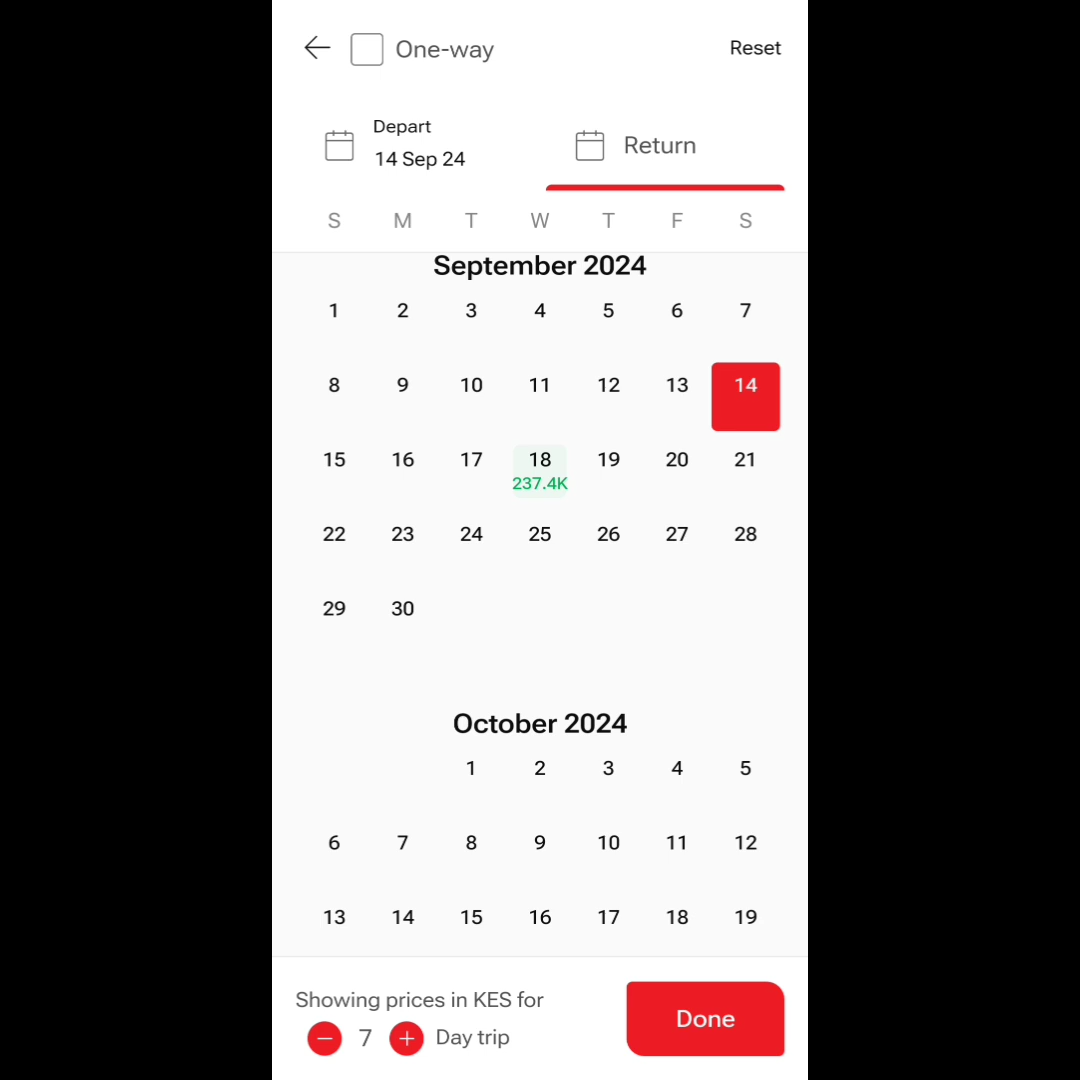 One-way Reset
Depart
14 Sep 24
Return
S M T W T F S
September 2024
1 2 3 4 5 6 7
8 9 10 11 12 13 14
15 16 17 18 19 20 21
237.4K
22 23 24 25 26 27 28
29 30
October 2024
1 2 3 4 5
6 7 8 9 10 11 12
13 14 15 16 17 18 19
Showing prices in KES for
− 7 + Day trip
Done